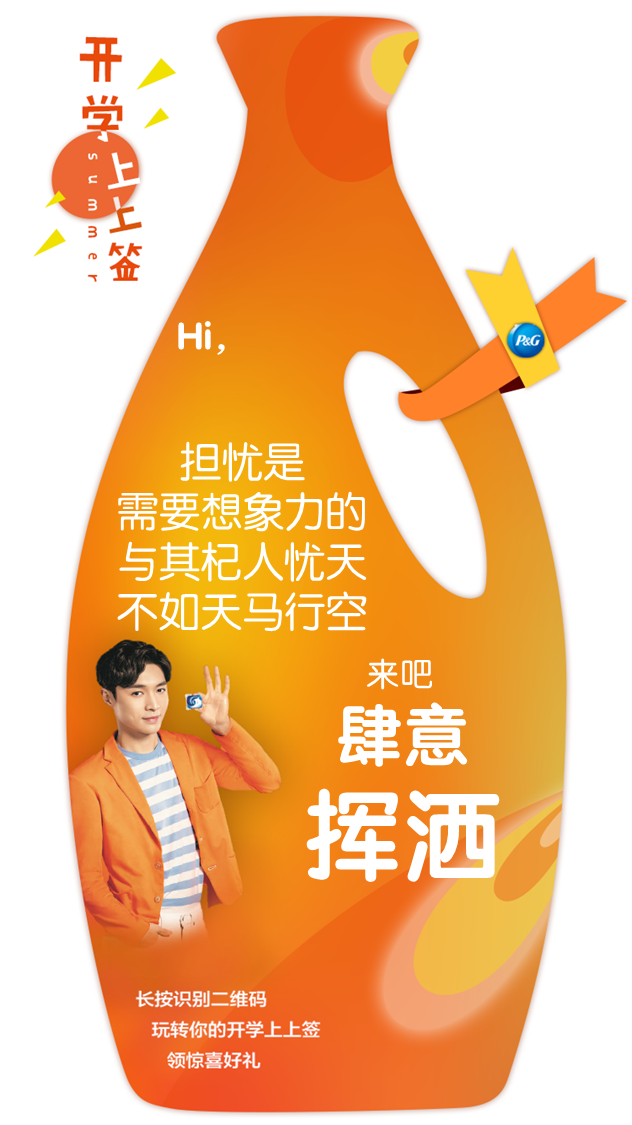 开学上上签
summer
Hi,
P&G
担忧是
需要想象力的
与其杞人忧天
不如天马行空
来吧
肆意
挥洒
长按识别二维码
玩转你的开学上上签
领惊喜好礼